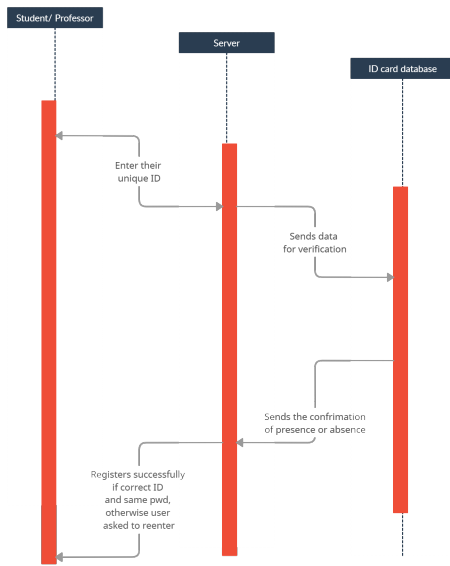 Student/ Professor
Server
ID card database
Enter their
unique ID
Sends data
for verification
Sends the confrimation
of presence or absence
Registers successfully
if correct ID
and same pwd,
otherwise user
asked to reenter